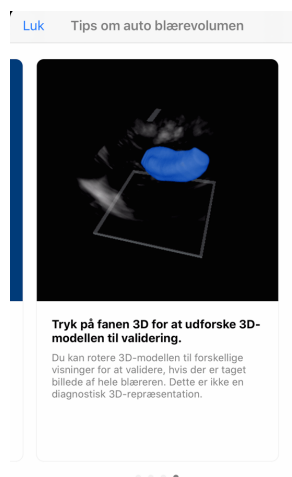 Luk
Tips om auto blærevolumen
Tryk på fanen 3D for at udforske 3D-
modellen til validering.
Du kan rotere 3D-modellen til forskellige
visninger for at validere, hvis der er taget
billede af hele blæreren. Dette er ikke en
diagnostisk 3D-repræsentation.